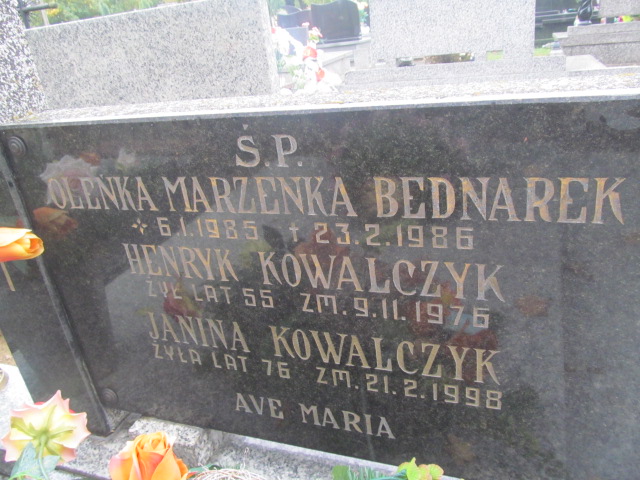 Ś.P.
OLEŃKA MARZENKA BEDNAREK
* 6.1.1985 † 23.2.1986
HENRYK KOWALCZYK
ŻYŁ LAT 55 ZM. 9.11.1976
JANINA KOWALCZYK
ŻYŁA LAT 76 ZM. 21.2.1998
AVE MARIA